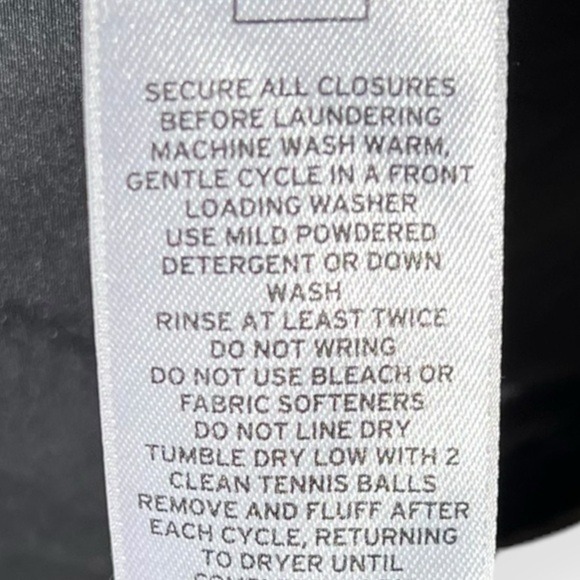 SECURE ALL CLOSURES
BEFORE LAUNDERING
MACHINE WASH WARM,
GENTLE CYCLE IN A FRONT
LOADING WASHER
USE MILD POWDERED
DETERGENT OR DOWN
WASH
RINSE AT LEAST TWICE
DO NOT WRING
DO NOT USE BLEACH OR
FABRIC SOFTENERS
DO NOT LINE DRY
TUMBLE DRY LOW WITH 2
CLEAN TENNIS BALLS
REMOVE AND FLUFF AFTER
EACH CYCLE, RETURNING
TO DRYER UNTIL